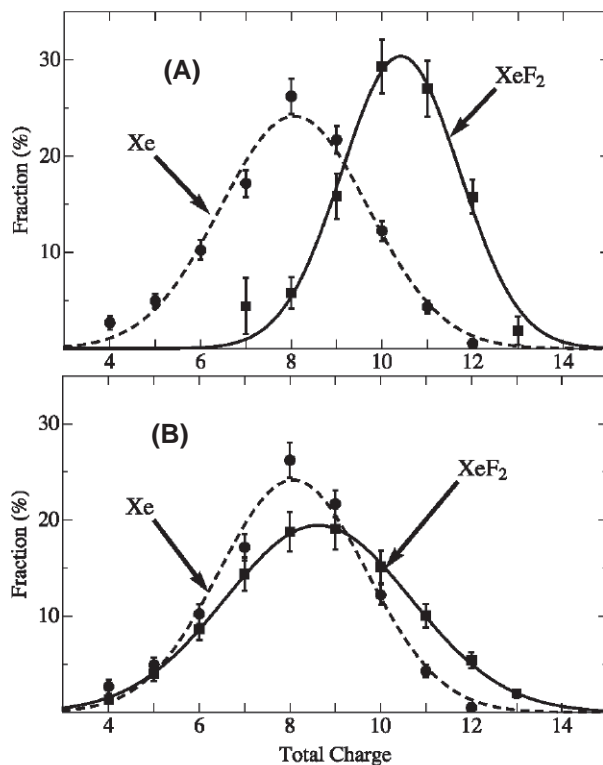 (A)
XeF2
Xe
Fraction (%)
30
20
10
4 6 8 10 12 14
(B)
XeF2
Xe
Fraction (%)
30
20
10
4 6 8 10 12 14
Total Charge